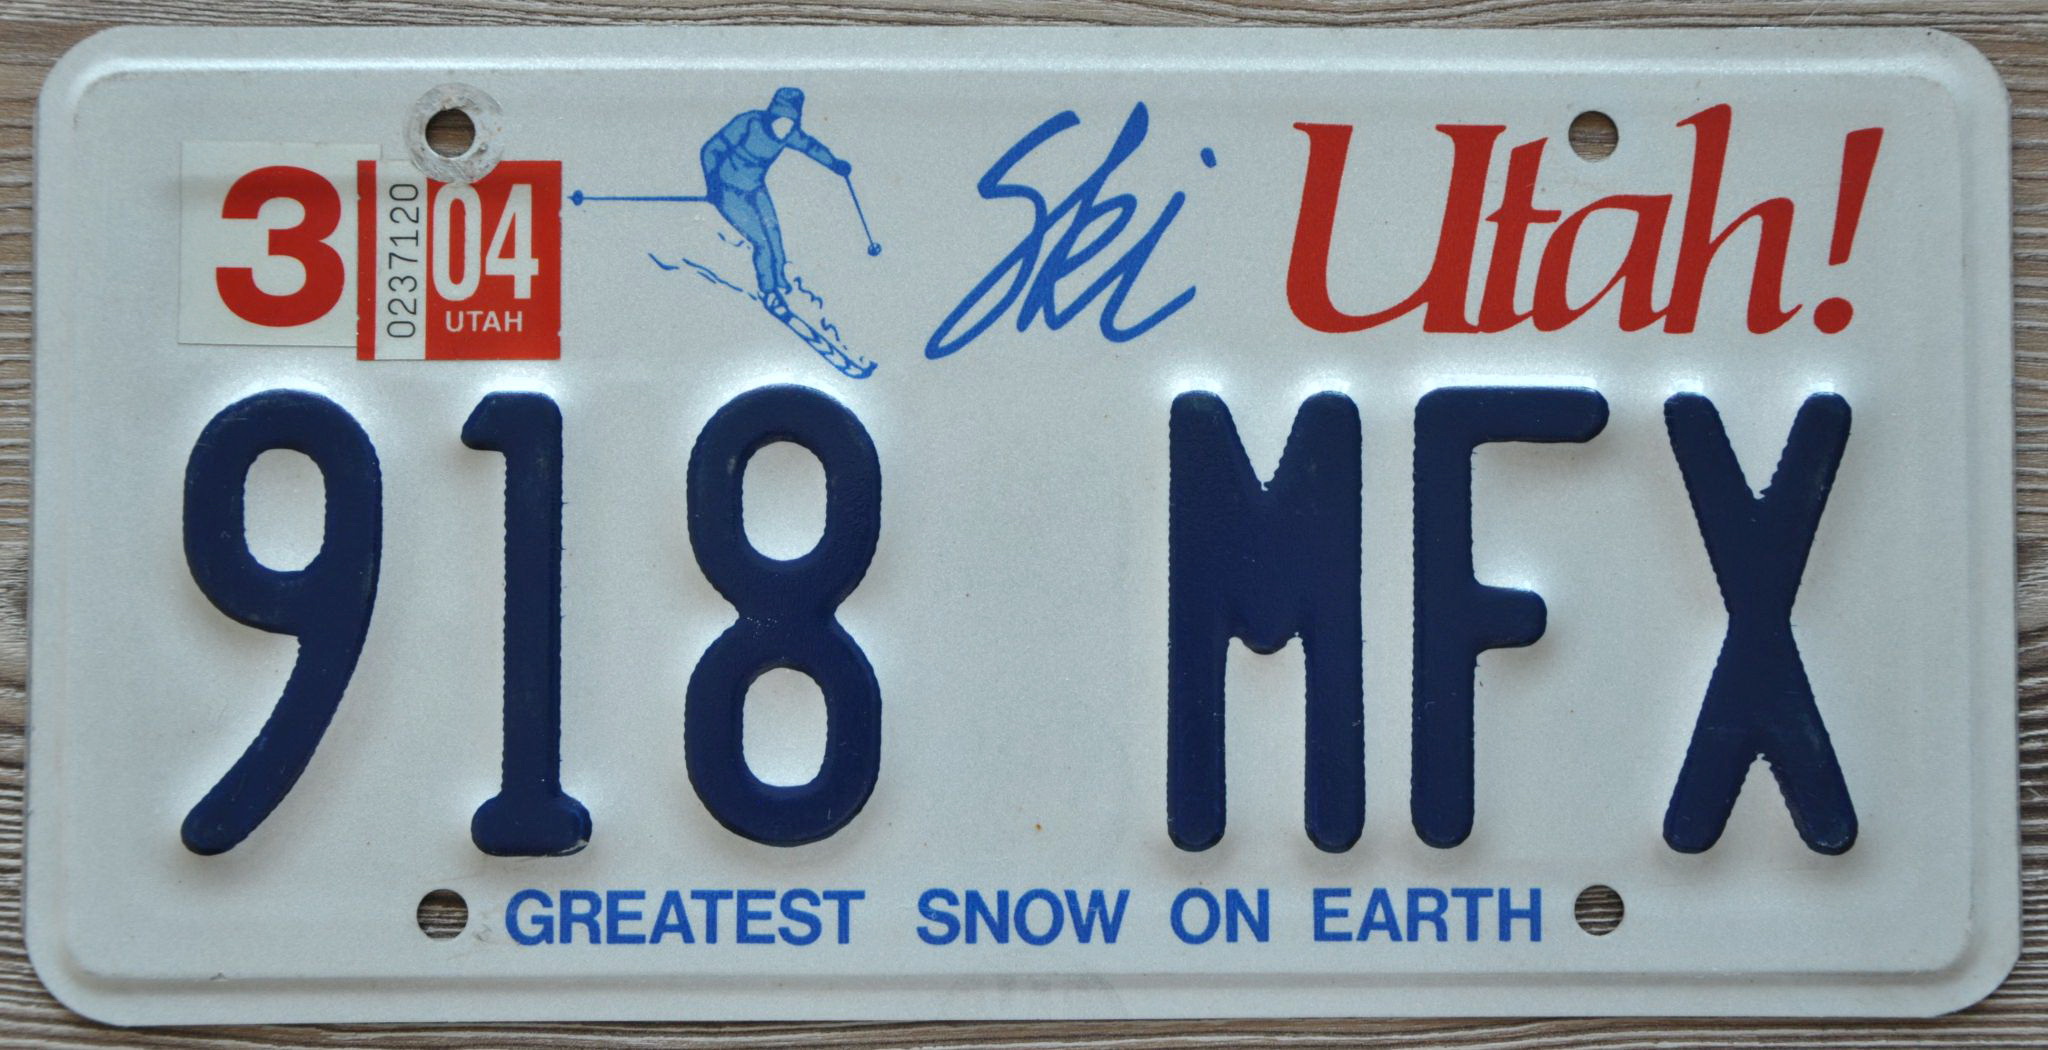 3
0237120
04
UTAH
Ski Utah!
918 MFX
GREATEST SNOW ON EARTH